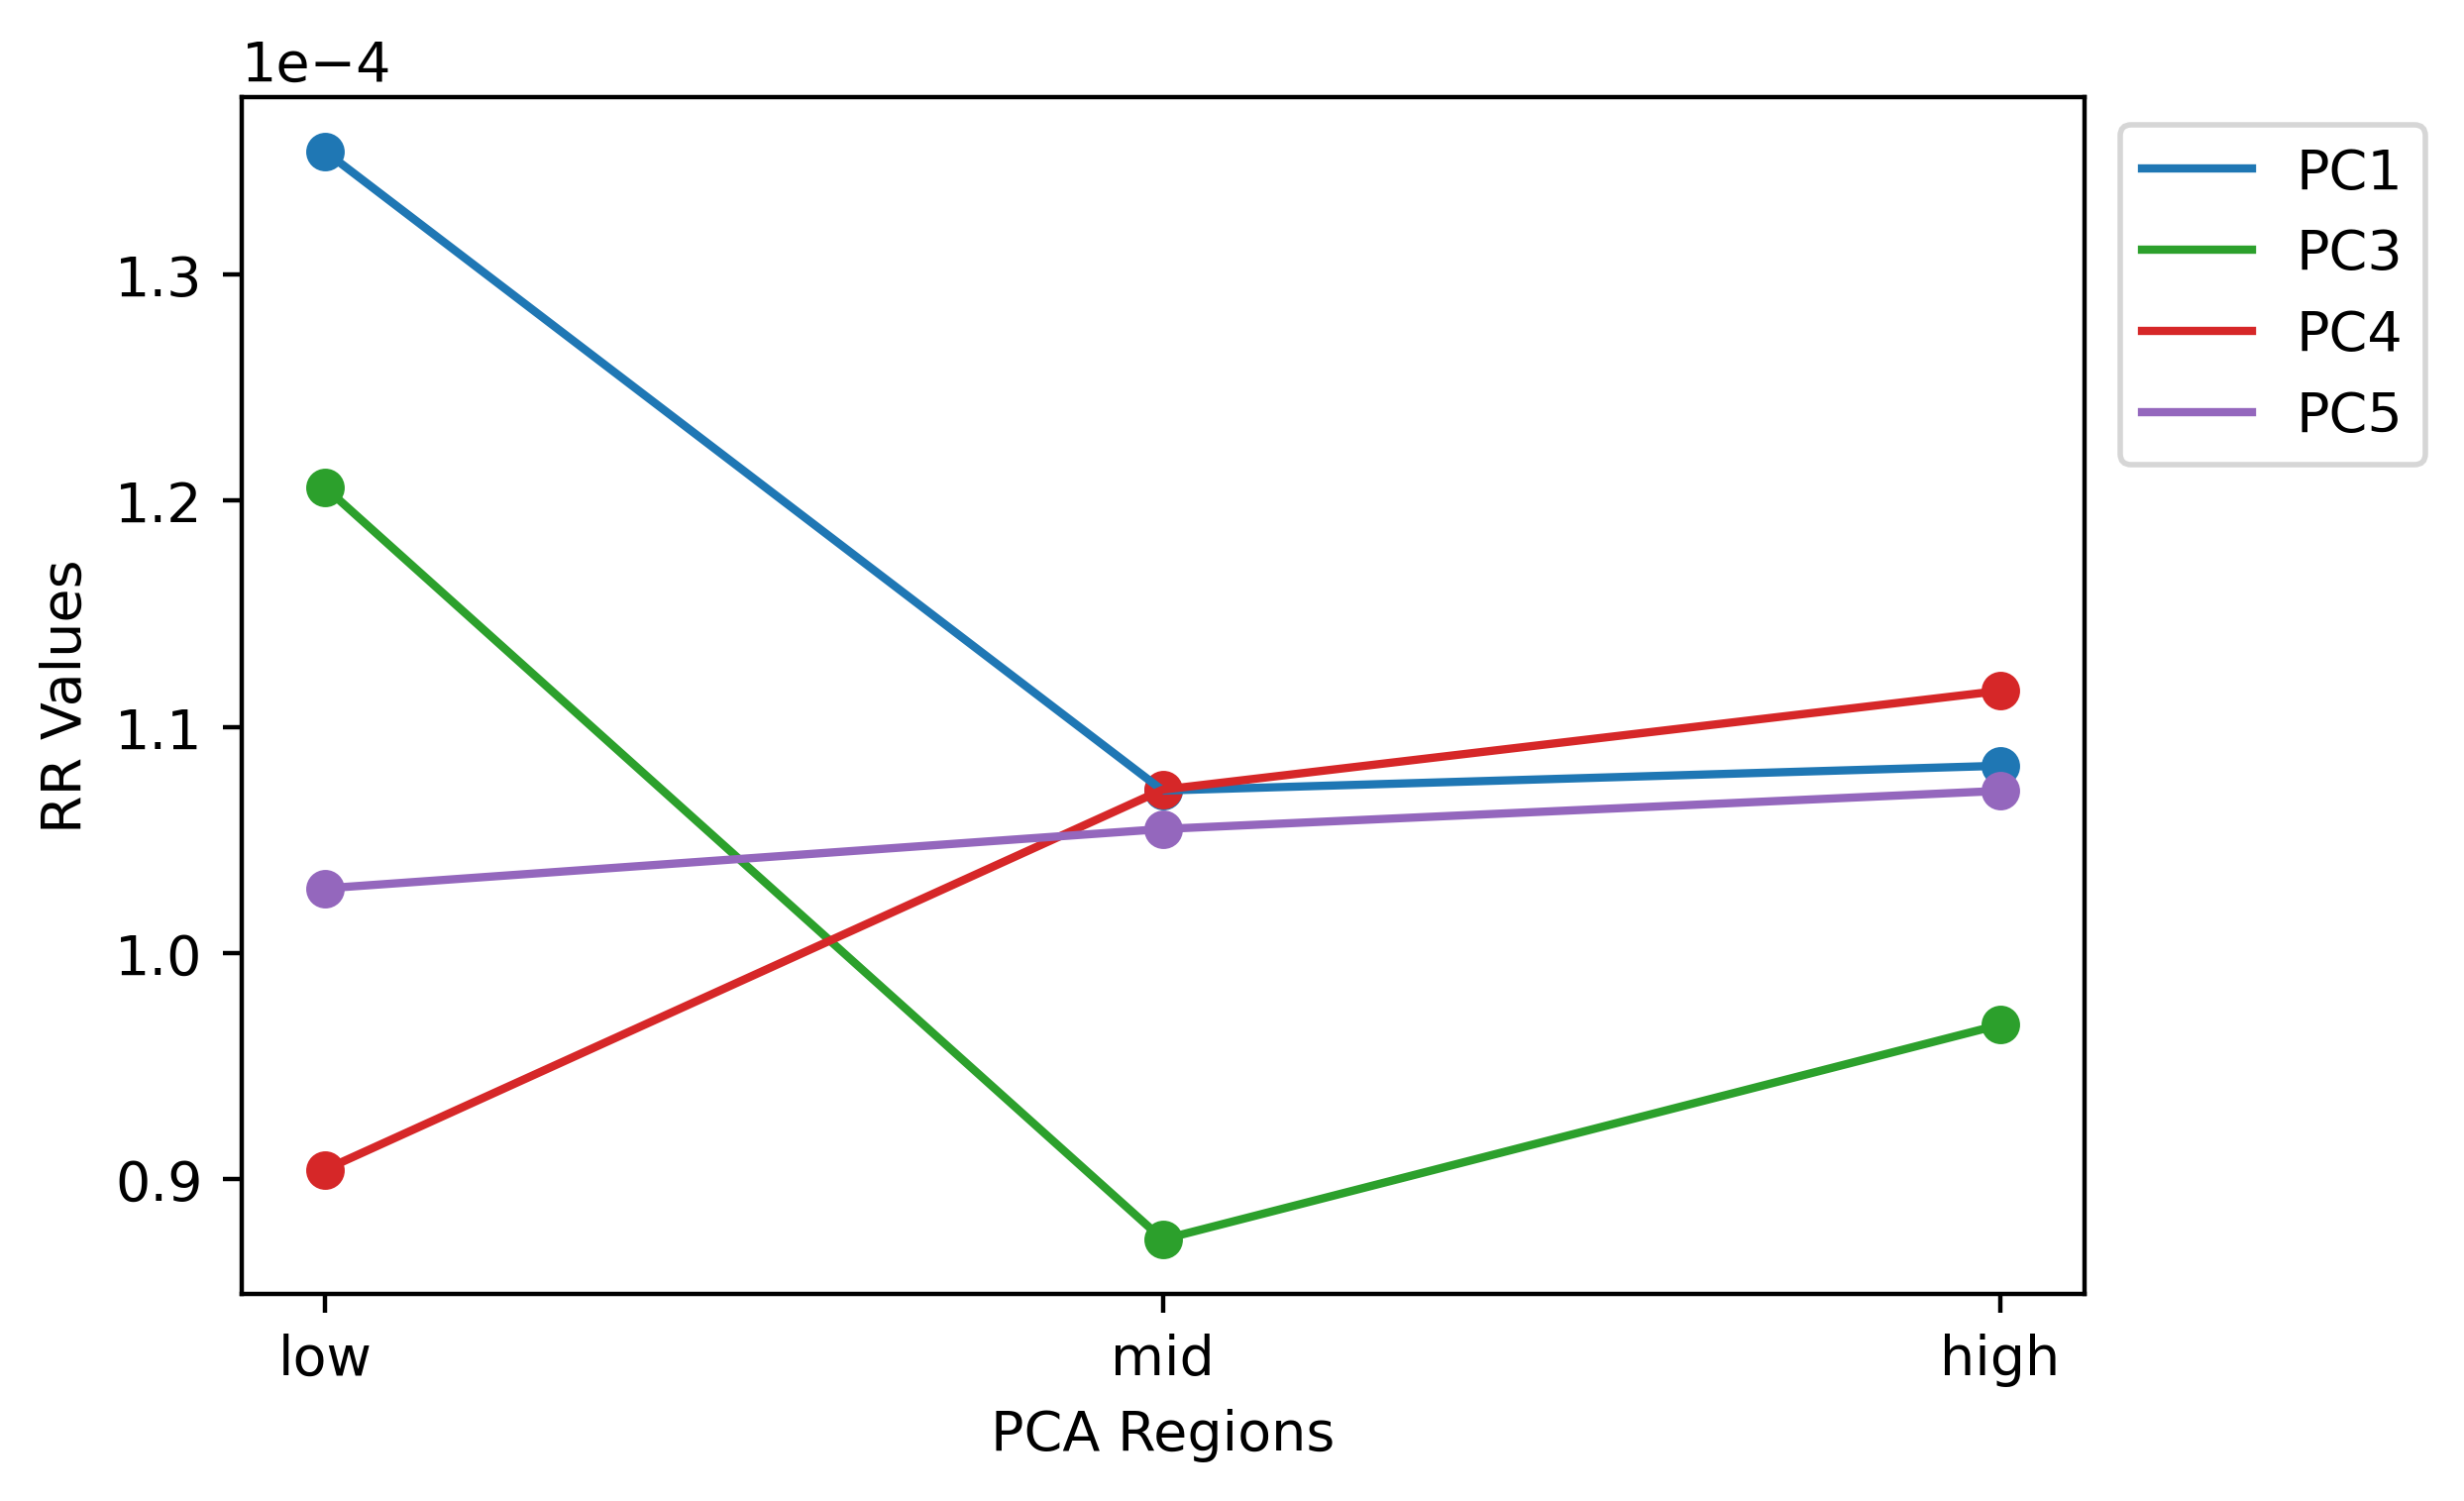 1e−4
1.3
1.2
1.1
1.0
0.9
RR Values
low
mid
high
PCA Regions
PC1
PC3
PC4
PC5